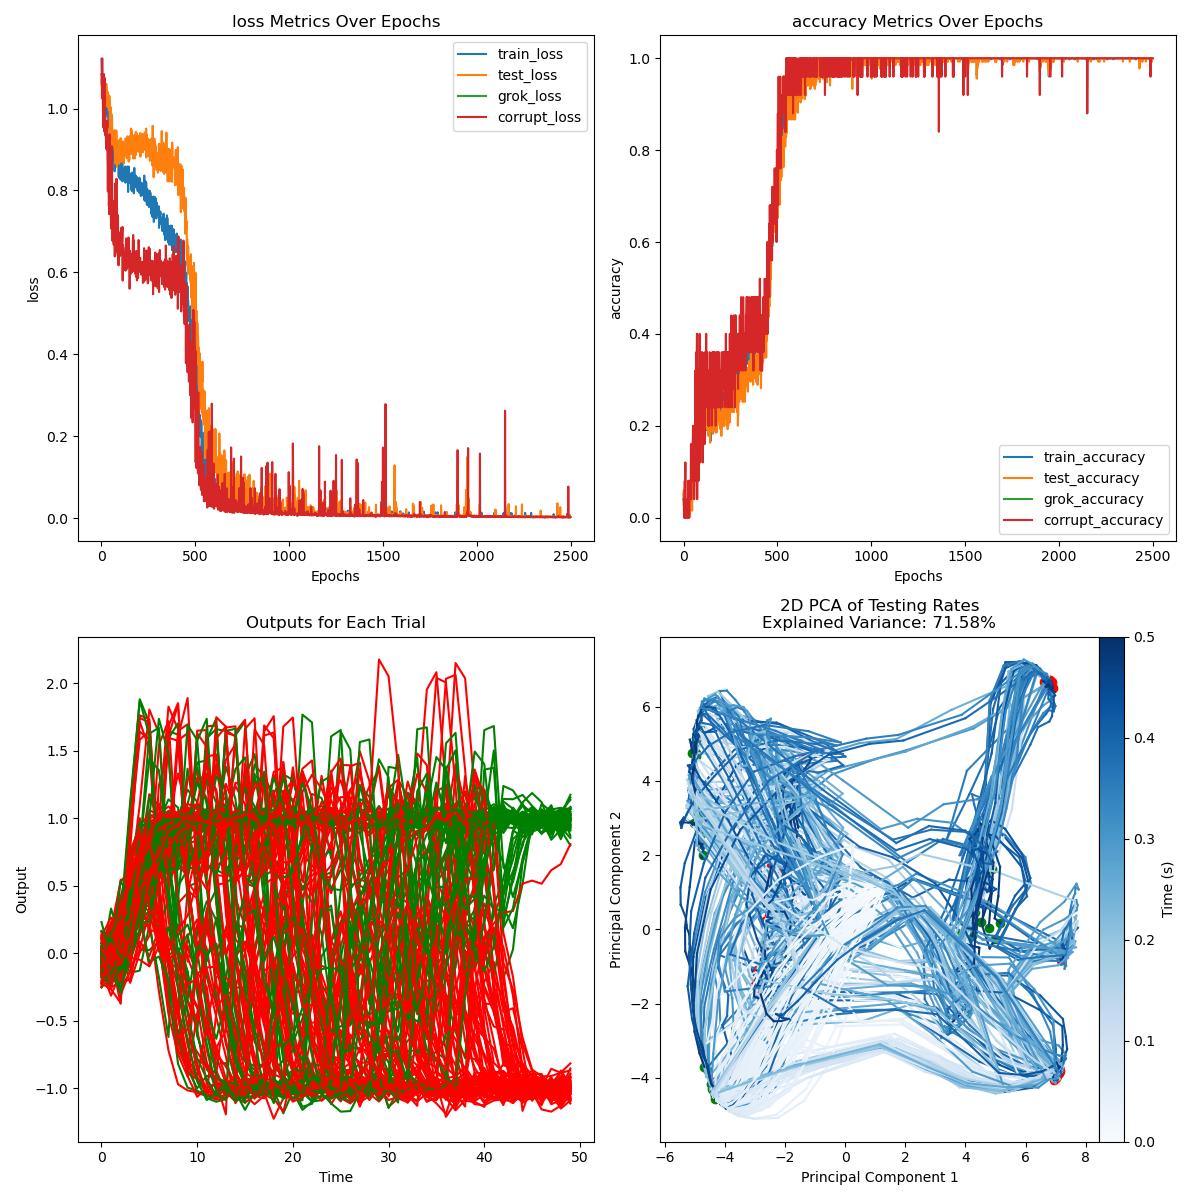 loss Metrics Over Epochs
1.0
0.8
0.6
0.4
0.2
0.0
loss
train_loss
test_loss
grok_loss
corrupt_loss
0
500
1000
1500
2000
2500
Epochs
accuracy Metrics Over Epochs
1.0
0.8
0.6
0.4
0.2
0.0
accuracy
train_accuracy
test_accuracy
grok_accuracy
corrupt_accuracy
0
500
1000
1500
2000
2500
Epochs
Outputs for Each Trial
2.0
1.5
1.0
0.5
0.0
−0.5
−1.0
Output
0
10
20
30
40
50
Time
2D PCA of Testing Rates
Explained Variance: 71.58%
6
4
2
0
−2
−4
Principal Component 2
−6
−4
−2
0
2
4
6
8
Principal Component 1
0.5
0.4
0.3
0.2
0.1
0.0
Time (s)